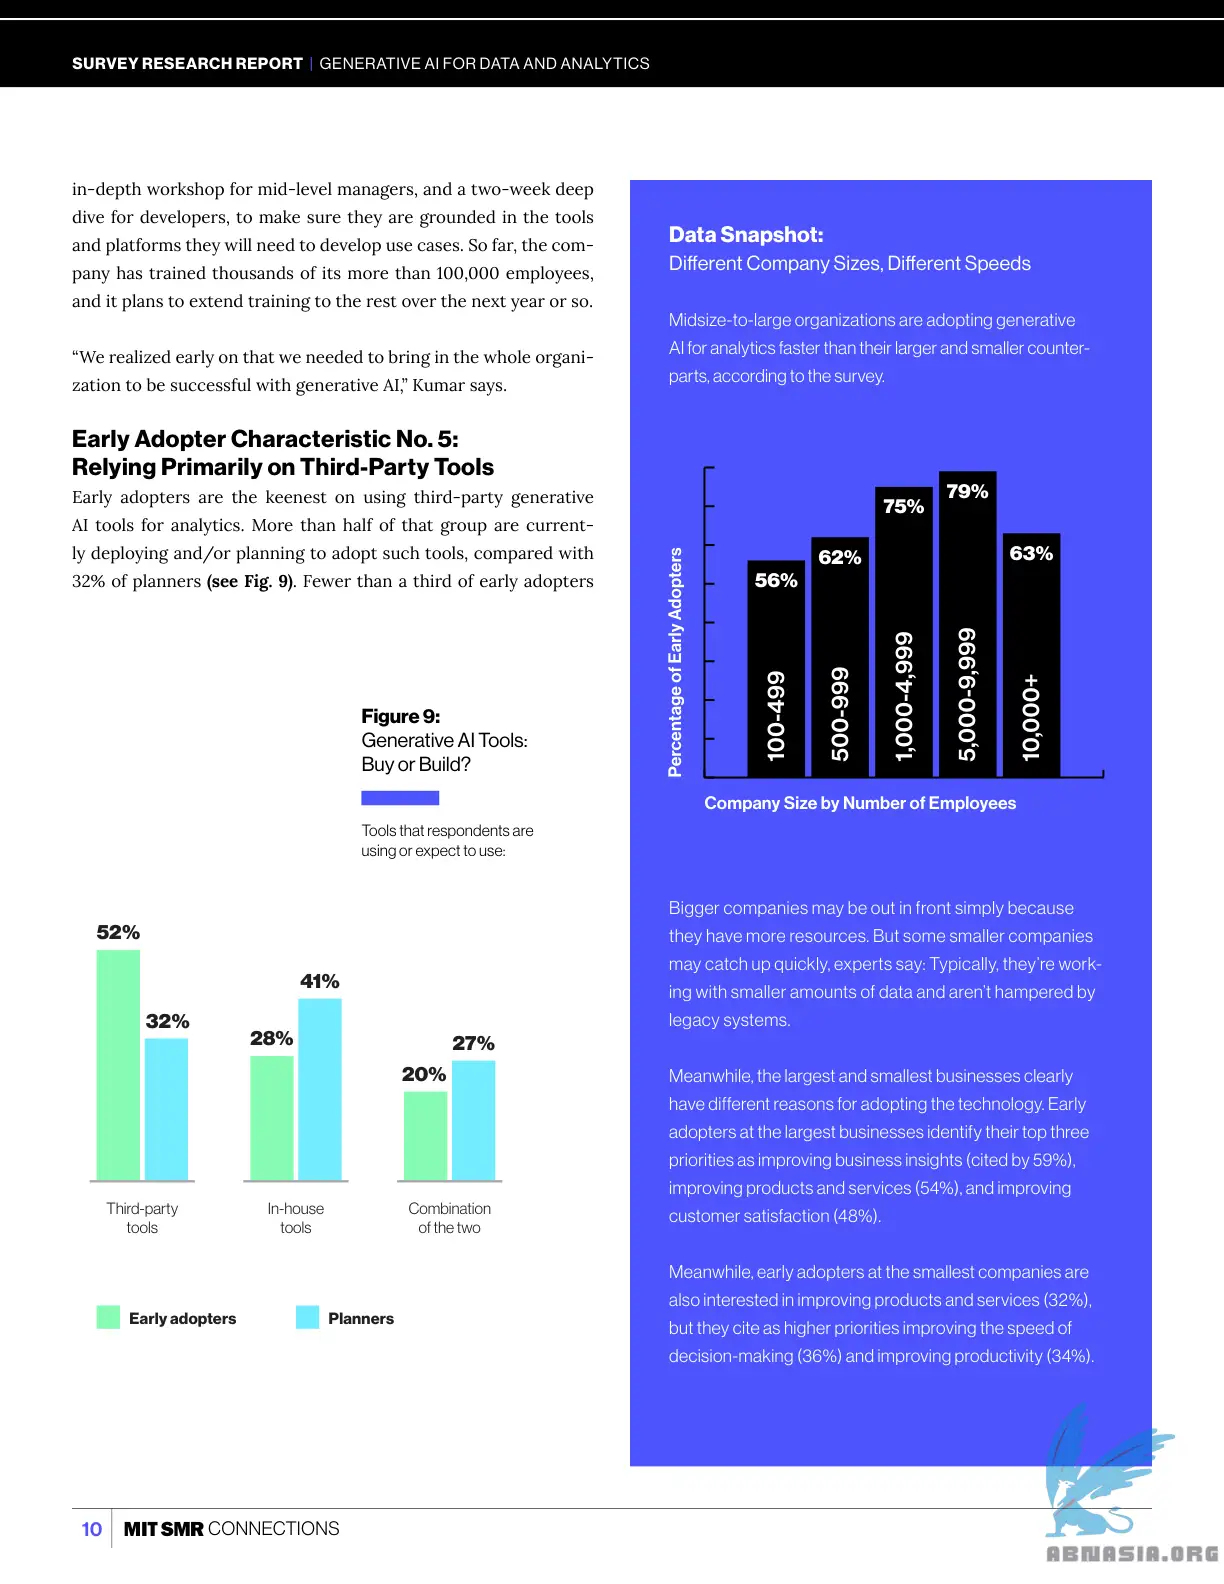 SURVEY RESEARCH REPORT | GENERATIVE AI FOR DATA AND ANALYTICS
in-depth workshop for mid-level managers, and a two-week deep
dive for developers, to make sure they are grounded in the tools
and platforms they will need to develop use cases. So far, the com-
pany has trained thousands of its more than 100,000 employees,
and it plans to extend training to the rest over the next year or so.
“We realized early on that we needed to bring in the whole organi-
zation to be successful with generative AI,” Kumar says.
Early Adopter Characteristic No. 5:
Relying Primarily on Third-Party Tools
Early adopters are the keenest on using third-party generative
AI tools for analytics. More than half of that group are current-
ly deploying and/or planning to adopt such tools, compared with
32% of planners (see Fig. 9). Fewer than a third of early adopters
Figure 9:
Generative AI Tools:
Buy or Build?
Tools that respondents are
using or expect to use:
52%
32%
28%
41%
20%
27%
Third-party
tools
In-house
tools
Combination
of the two
Early adopters
Planners
Data Snapshot:
Different Company Sizes, Different Speeds
Midsize-to-large organizations are adopting generative
AI for analytics faster than their larger and smaller counter-
parts, according to the survey.
Percentage of Early Adopters
56%
62%
75%
79%
63%
100-499
500-999
1,000-4,999
5,000-9,999
10,000+
Company Size by Number of Employees
Bigger companies may be out in front simply because
they have more resources. But some smaller companies
may catch up quickly, experts say: Typically, they’re work-
ing with smaller amounts of data and aren’t hampered by
legacy systems.
Meanwhile, the largest and smallest businesses clearly
have different reasons for adopting the technology. Early
adopters at the largest businesses identify their top three
priorities as improving business insights (cited by 59%),
improving products and services (54%), and improving
customer satisfaction (48%).
Meanwhile, early adopters at the smallest companies are
also interested in improving products and services (32%),
but they cite as higher priorities improving the speed of
decision-making (36%) and improving productivity (34%).
10 MIT SMR CONNECTIONS
ABNASIA.ORG